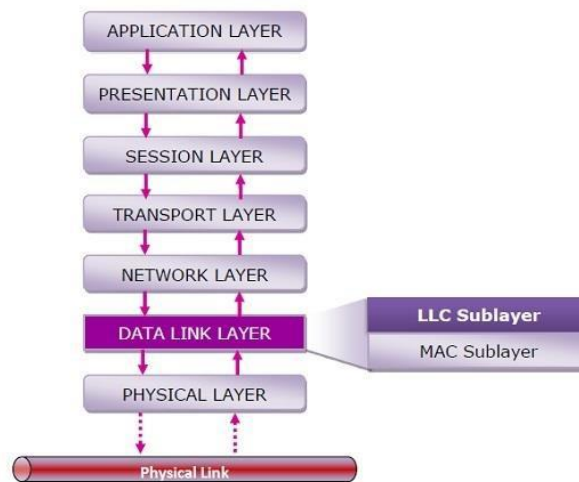 APPLICATION LAYER
PRESENTATION LAYER
SESSION LAYER
TRANSPORT LAYER
NETWORK LAYER
DATA LINK LAYER
LLC Sublayer
MAC Sublayer
PHYSICAL LAYER
Physical Link